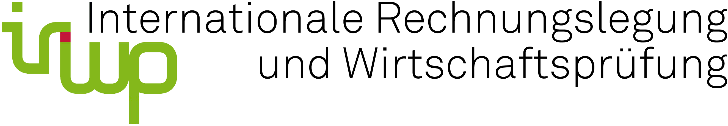 irwp Internationale Rechnungslegung
und Wirtschaftsprüfung